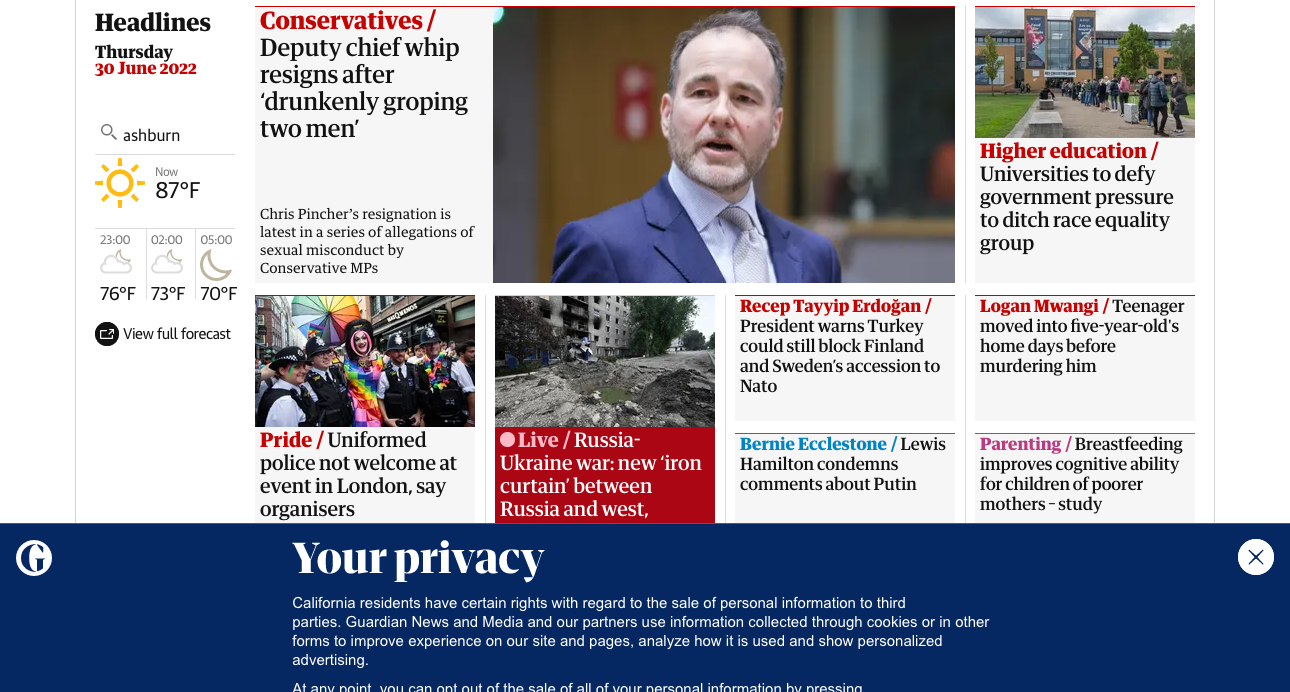 Headlines
Thursday
30 June 2022
ashburn
Now
87°F
23:00
02:00
05:00
76°F
73°F
70°F
View full forecast
Conservatives /
Deputy chief whip
resigns after
‘drunkenly groping
two men’
Chris Pincher’s resignation is
latest in a series of allegations of
sexual misconduct by
Conservative MPs
Higher education /
Universities to defy
government pressure
to ditch race equality
group
Pride / Uniformed
police not welcome at
event in London, say
organisers
Live / Russia-
Ukraine war: new ‘iron
curtain’ between
Russia and west,
Recep Tayyip Erdoğan /
President warns Turkey
could still block Finland
and Sweden’s accession to
Nato
Logan Mwangi / Teenager
moved into five-year-old's
home days before
murdering him
Bernie Ecclestone / Lewis
Hamilton condemns
comments about Putin
Parenting / Breastfeeding
improves cognitive ability
for children of poorer
mothers – study
G
Your privacy
California residents have certain rights with regard to the sale of personal information to third
parties. Guardian News and Media and our partners use information collected through cookies or in other
forms to improve experience on our site and pages, analyze how it is used and show personalized
advertising.
At any point, you can opt out of the sale of all of your personal information by pressing